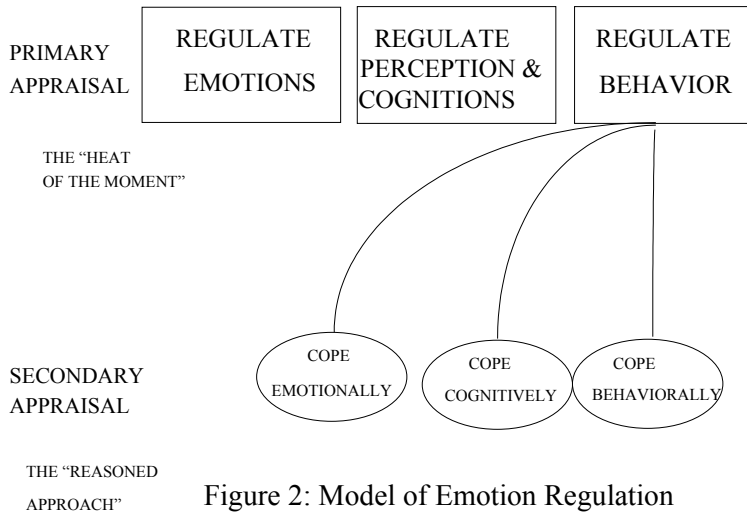 PRIMARY
APPRAISAL
REGULATE
EMOTIONS
REGULATE
PERCEPTION &
COGNITIONS
REGULATE
BEHAVIOR
THE “HEAT
OF THE MOMENT”
SECONDARY
APPRAISAL
COPE
EMOTIONALLY
COPE
COGNITIVELY
COPE
BEHAVIORALLY
THE “REASONED
APPROACH”
Figure 2: Model of Emotion Regulation